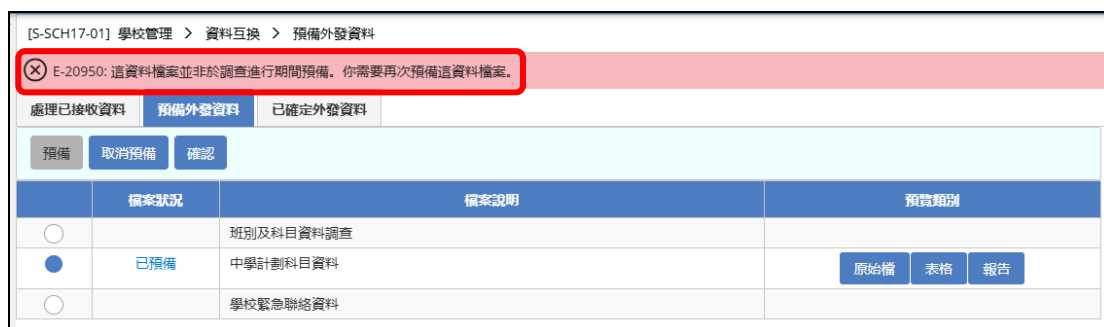 [S-SCH17-01] 學校管理 > 資料互換 > 預備外發資料
E-20950: 這資料檔案並非於調查進行期間預備。你需要再次預備這資料檔案。
處理已接收資料 預備外發資料 已確定外發資料
預備 取消預備 確認
檔案狀況 檔案說明 預覽類別
班別及科目資料調查
已預備 中學計劃科目資料 原始檔 表格 報告
學校緊急聯絡資料